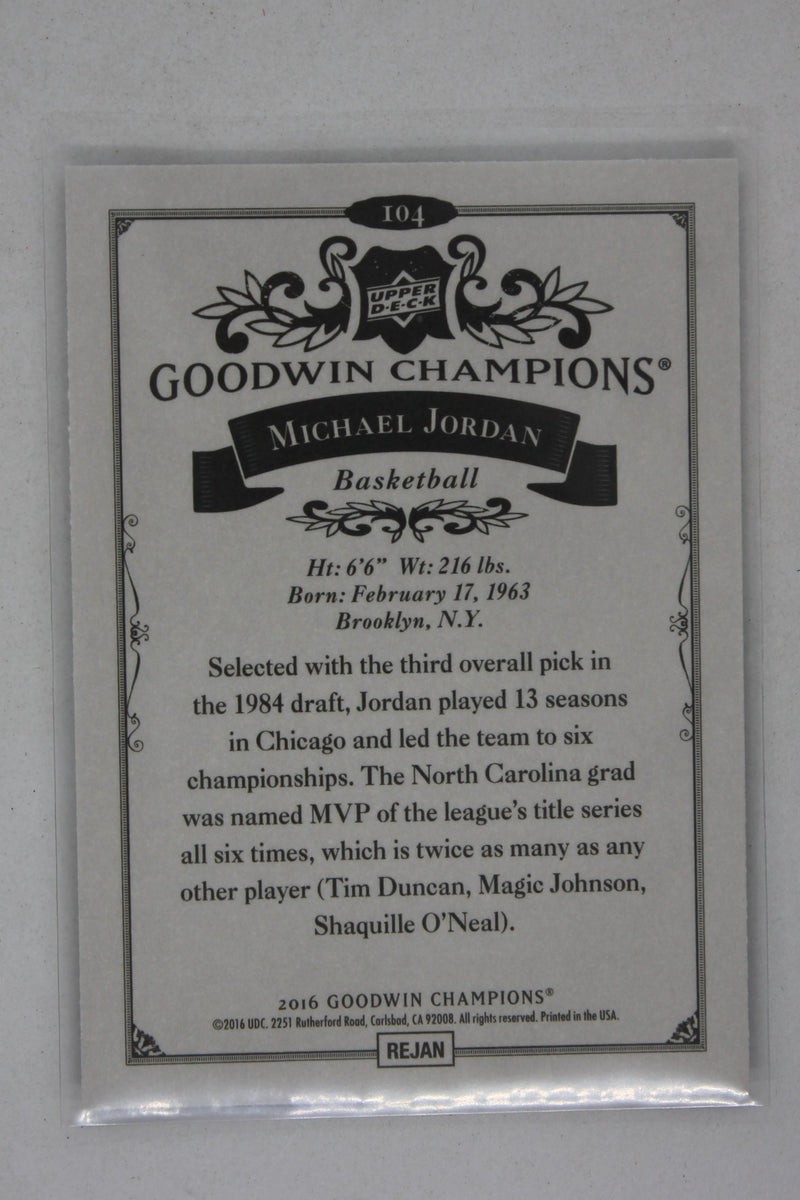 104
UPPER
D·E·C·K
GOODWIN CHAMPIONS®
MICHAEL JORDAN
Basketball
Ht: 6'6” Wt: 216 lbs.
Born: February 17, 1963
Brooklyn, N.Y.
Selected with the third overall pick in
the 1984 draft, Jordan played 13 seasons
in Chicago and led the team to six
championships. The North Carolina grad
was named MVP of the league’s title series
all six times, which is twice as many as any
other player (Tim Duncan, Magic Johnson,
Shaquille O’Neal).
2016 GOODWIN CHAMPIONS®
©2016 UDC. 2251 Rutherford Road, Carlsbad, CA 92008. All rights reserved. Printed in the USA.
REJAN